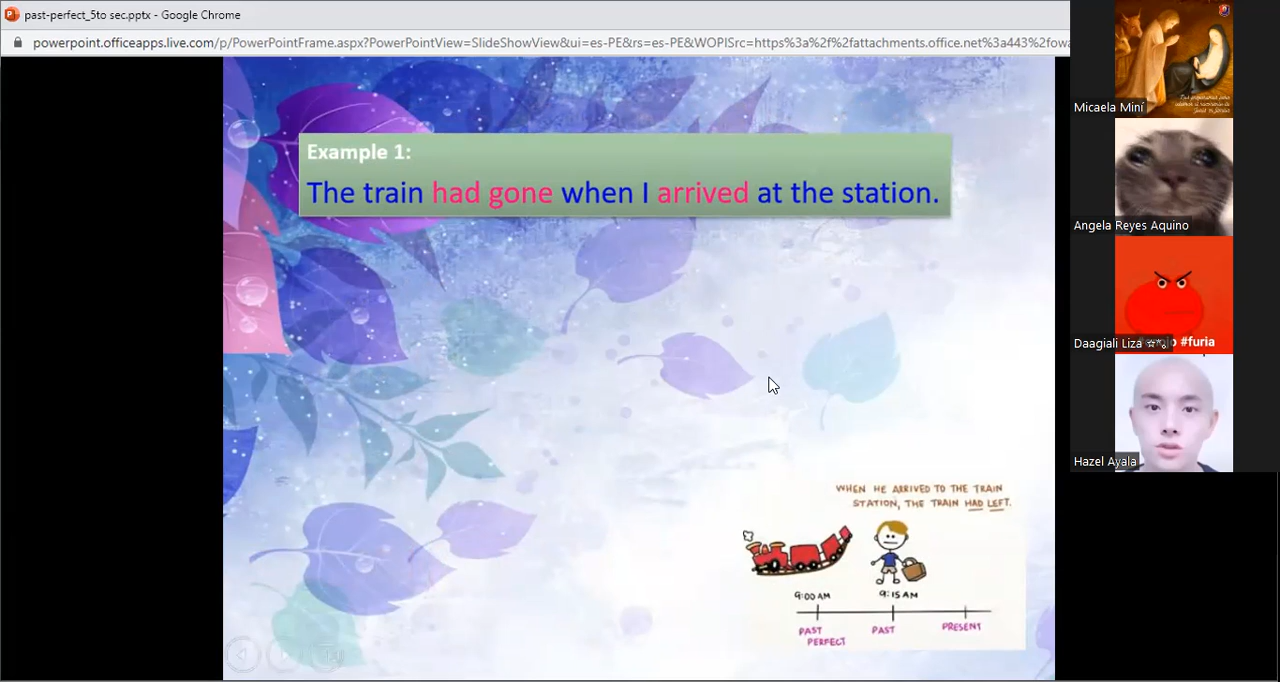 past-perfect_5to sec.pptx - Google Chrome
powerpoint.officeapps.live.com/p/PowerPointFrame.aspx?PowerPointView=SlideShowView&ui=es-PE&rs=es-PE&WOPISrc=https%3a%2f%2fattachments.office.net%3a443%2fowa
Example 1:
The train had gone when I arrived at the station.
WHEN HE ARRIVED TO THE TRAIN
STATION, THE TRAIN HAD LEFT.
9:00 AM
9:15 AM
PAST
PERFECT
PAST
PRESENT
Micaela Miní
Angela Reyes Aquino
Daagiali Liza
#furia
Hazel Ayala